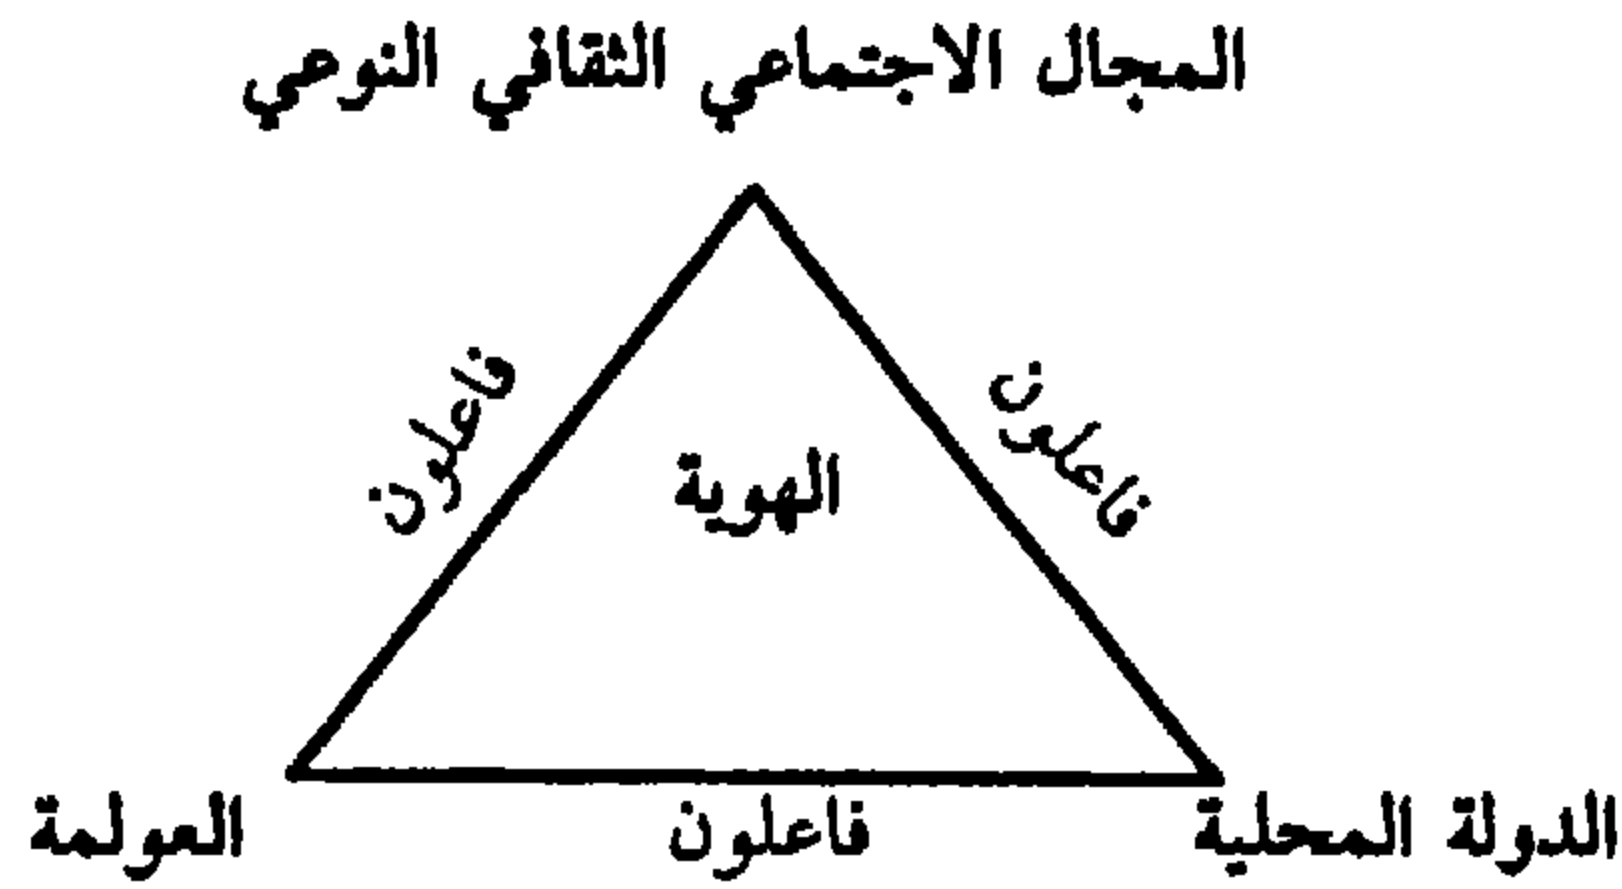 المجال الاجتماعي الثقافي النوعي
فاعلون
فاعلون
الهوية
الدولة المحلية
فاعلون
العولمة